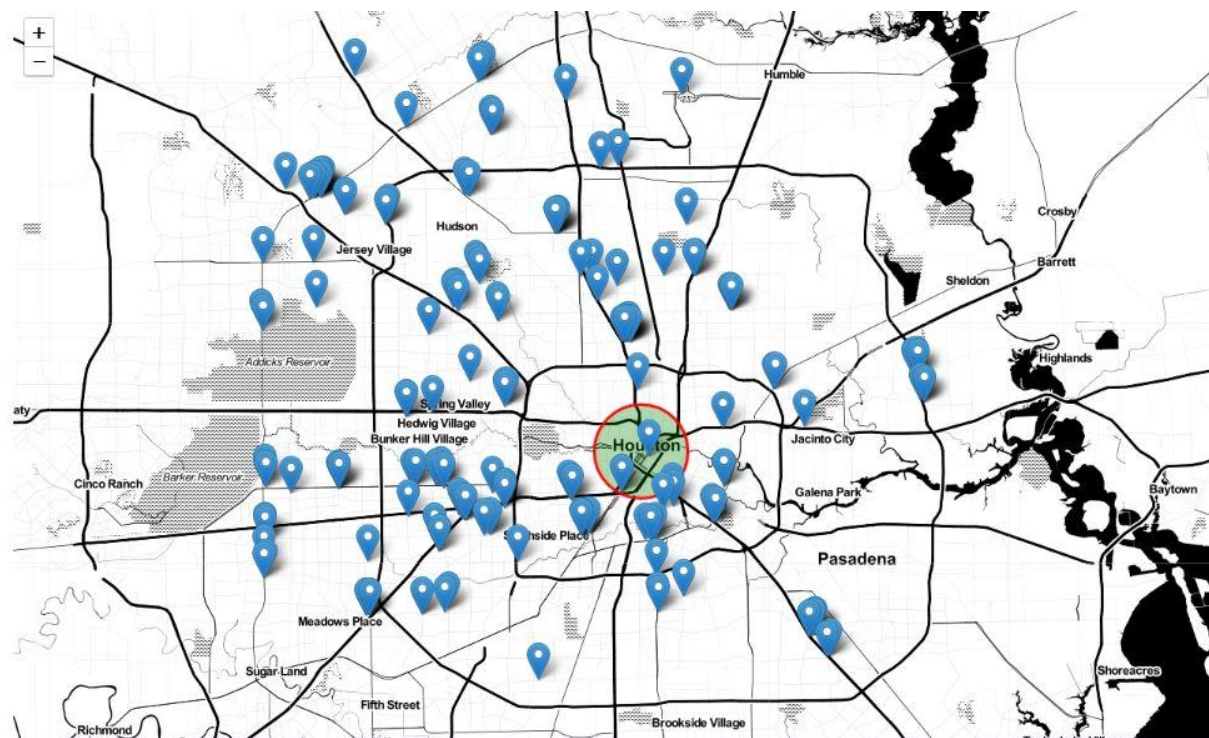 +
−
Humble
Crosby
Hudson
Jersey Village
Barrett
Sheldon
Addicks Reservoir
Highlands
aty
Spring Valley
Hedwig Village
Houston
Bunker Hill Village
Jacinto City
Barker Reservoir
Cinco Ranch
Galena Park
Baytown
Pasadena
Meadows Place
Sugar Land
Shoreacres
Fifth Street
Brookside Village
Richmond